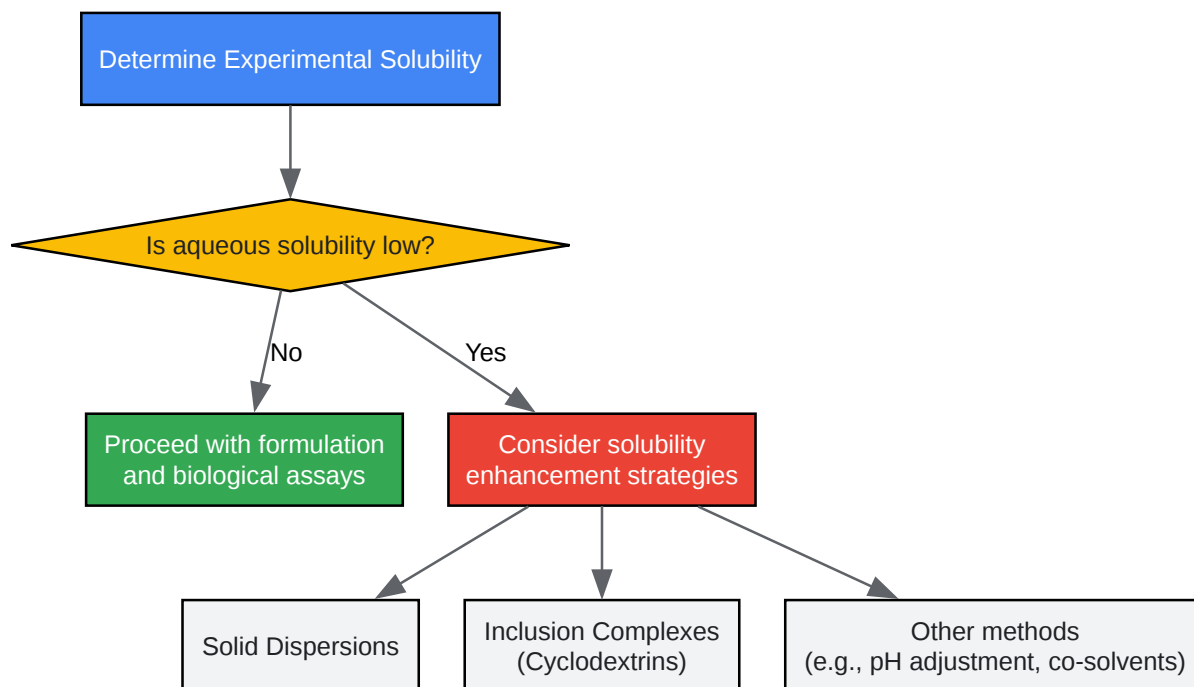 Determine Experimental Solubility
Is aqueous solubility low?
No
Yes
Proceed with formulation
and biological assays
Consider solubility
enhancement strategies
Solid Dispersions
Inclusion Complexes
(Cyclodextrins)
Other methods
(e.g., pH adjustment, co-solvents)